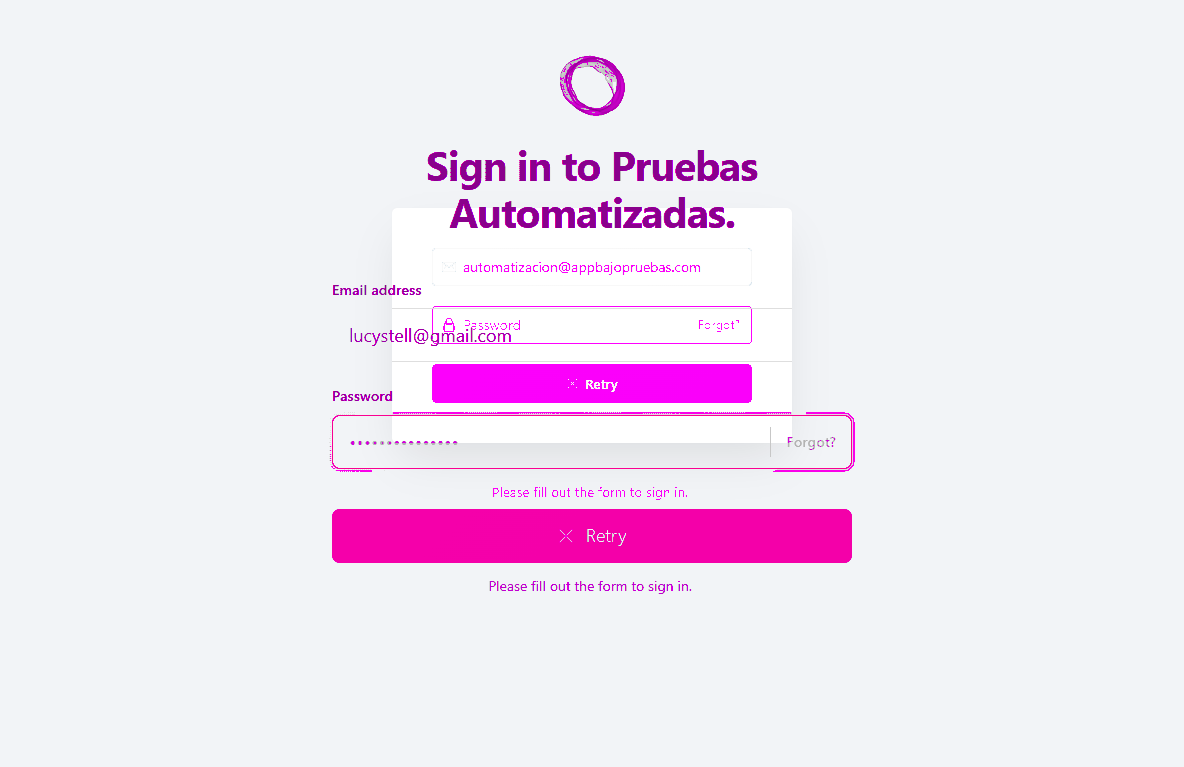 Sign in to Pruebas
Automatizadas.
automatizacion@appbajopruebas.com
Email address
Password Forgot?
lucystell@gmail.com
Retry
Password
•••••••••••••• Forgot?
Please fill out the form to sign in.
Retry
Please fill out the form to sign in.